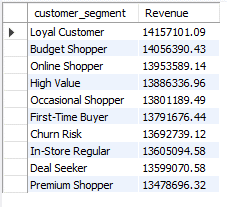 customer_segment Revenue
Loyal Customer 14157101.09
Budget Shopper 14056390.43
Online Shopper 13953589.14
High Value 13886336.96
Occasional Shopper 13801189.49
First-Time Buyer 13791676.44
Churn Risk 13692739.12
In-Store Regular 13605094.58
Deal Seeker 13599070.58
Premium Shopper 13478696.32